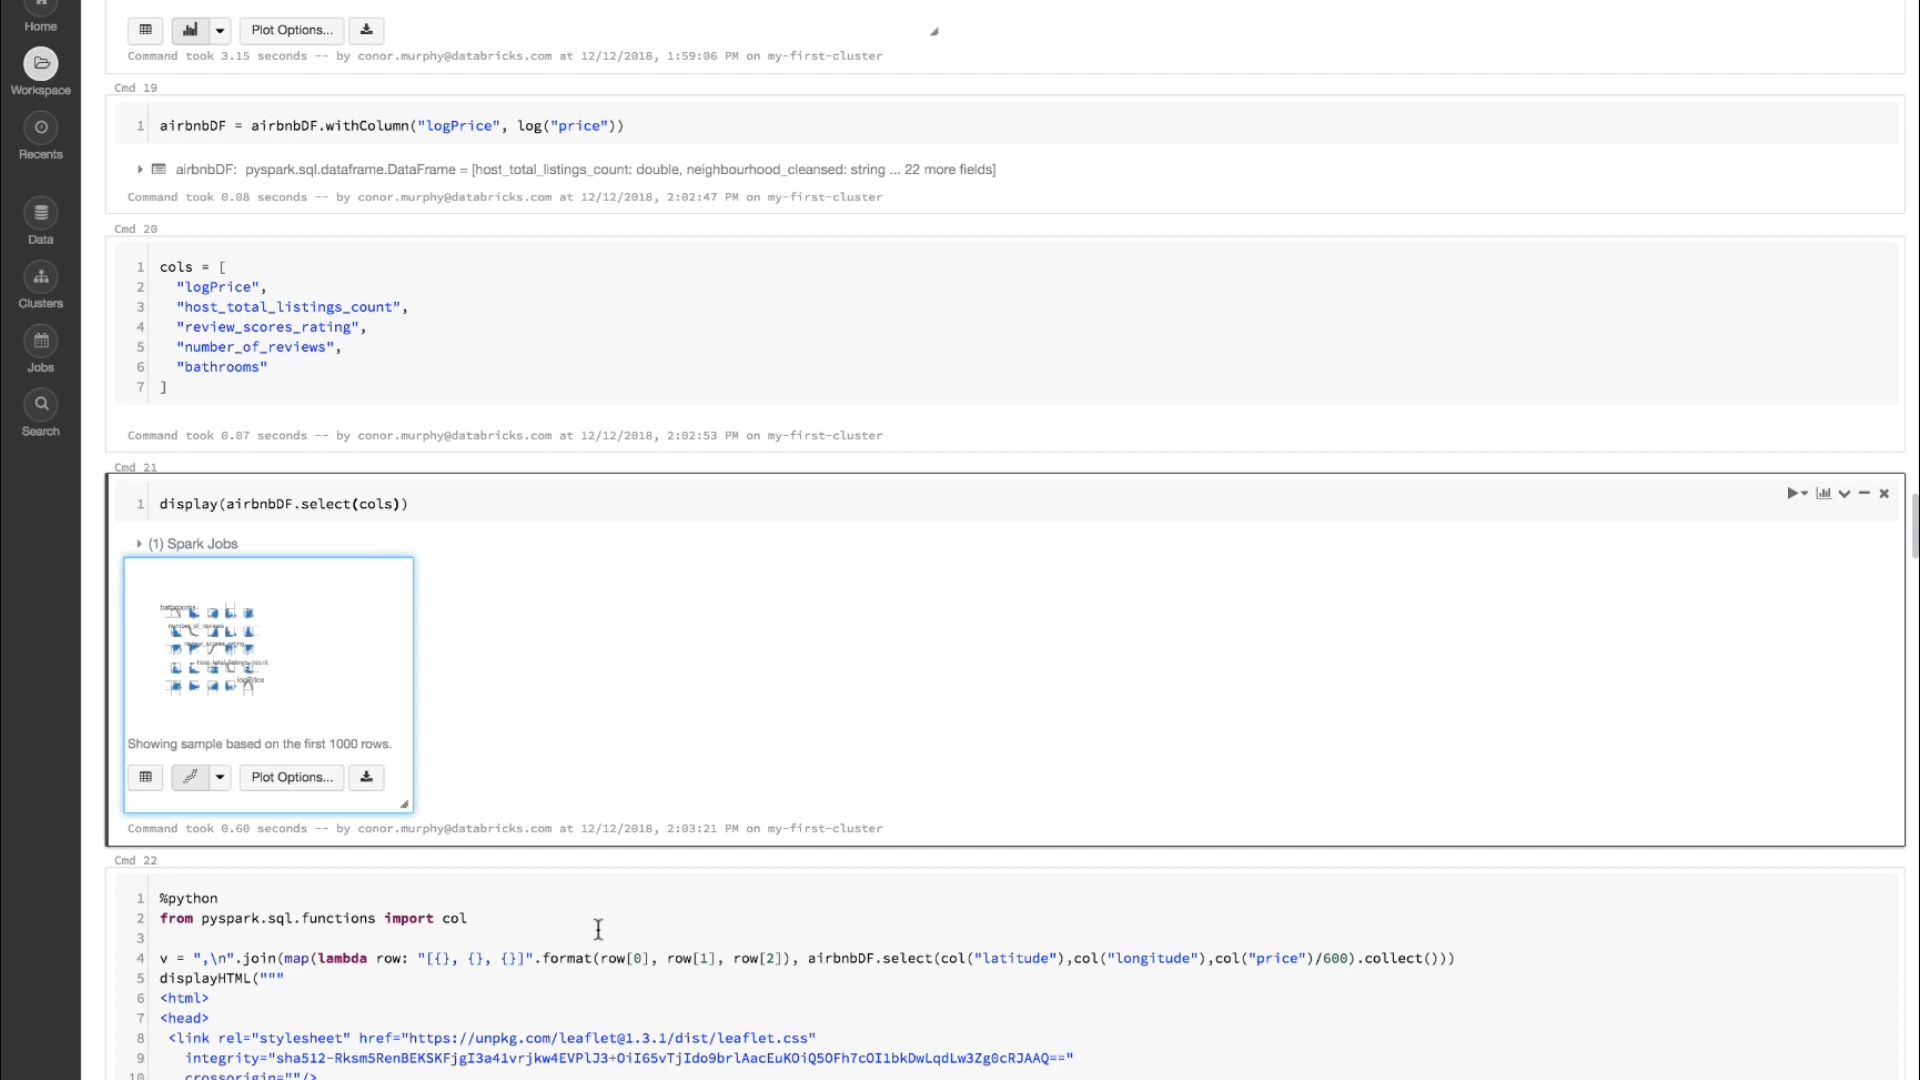 Home
Workspace
Recents
Data
Clusters
Jobs
Search
Plot Options...
Command took 3.15 seconds -- by conor.murphy@databricks.com at 12/12/2018, 1:59:06 PM on my-first-cluster
Cmd 19
1 airbnbDF = airbnbDF.withColumn("logPrice", log("price"))
airbnbDF: pyspark.sql.dataframe.DataFrame = [host_total_listings_count: double, neighbourhood_cleansed: string ... 22 more fields]
Command took 0.08 seconds -- by conor.murphy@databricks.com at 12/12/2018, 2:02:47 PM on my-first-cluster
Cmd 20
1 cols = [
2 "logPrice",
3 "host_total_listings_count",
4 "review_scores_rating",
5 "number_of_reviews",
6 "bathrooms"
7 ]
Command took 0.07 seconds -- by conor.murphy@databricks.com at 12/12/2018, 2:02:53 PM on my-first-cluster
Cmd 21
1 display(airbnbDF.select(cols))
(1) Spark Jobs
bathrooms
number_of_reviews
review_scores_rating
host_total_listings_count
logPrice
Showing sample based on the first 1000 rows.
Plot Options...
Command took 0.60 seconds -- by conor.murphy@databricks.com at 12/12/2018, 2:03:21 PM on my-first-cluster
Cmd 22
1 %python
2 from pyspark.sql.functions import col
3
4 v = ",\n".join(map(lambda row: "[{}, {}, {}]".format(row[0], row[1], row[2]), airbnbDF.select(col("latitude"),col("longitude"),col("price")/600).collect()))
5 displayHTML("""
6 <html>
7 <head>
8 <link rel="stylesheet" href="https://unpkg.com/leaflet@1.3.1/dist/leaflet.css"
9 integrity="sha512-Rksm5RenBEKSKFjgI3a41vrjkw4EVPlJ3+OiI65vTjIdo9brlAacEuKOiQ5OFh7cOI1bkDwLqdLw3Zg0cRJAAQ=="
10 crossorigin=""/>